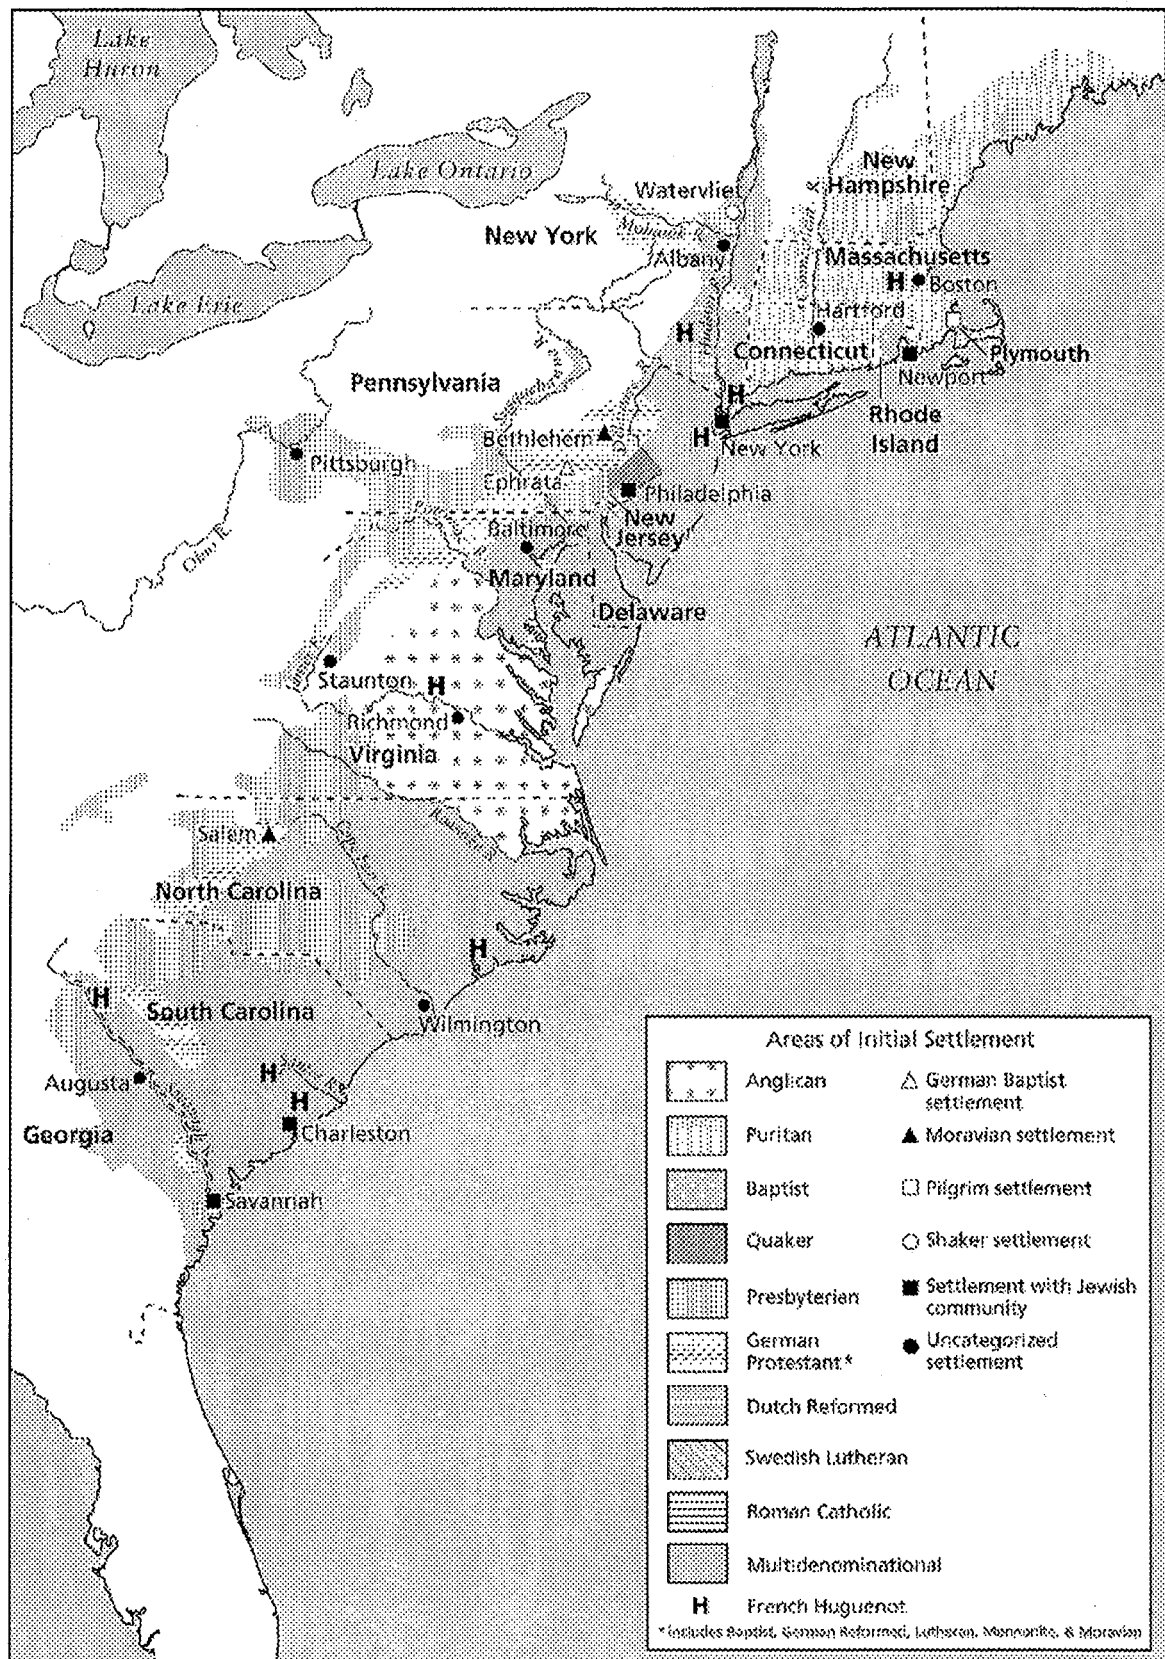 Lake
Huron
Lake Ontario
Lake Erie
New York
Watervliet
Mohawk R.
Albany
New
Hampshire
Massachusetts
H
Boston
Hartford
H
Connecticut
Plymouth
Newport
Rhode
Island
Pennsylvania
H
H
New York
Bethlehem
Pittsburgh
Ephrata
Philadelphia
New
Jersey
Baltimore
Ohio R.
Maryland
Delaware
ATLANTIC
OCEAN
Staunton
H
Richmond
Virginia
Roanoke R.
Salem
North Carolina
H
H
South Carolina
Wilmington
Augusta
H
H
Georgia
Charleston
Savannah
Areas of Initial Settlement
Anglican
Puritan
Baptist
Quaker
Presbyterian
German
Protestant*
Dutch Reformed
Swedish Lutheran
Roman Catholic
Multidenominational
H French Huguenot
German Baptist
settlement
Moravian settlement
Pilgrim settlement
Shaker settlement
Settlement with Jewish
community
Uncategorized
settlement
*Includes Baptist, German Reformed, Lutheran, Mennonite, & Moravian